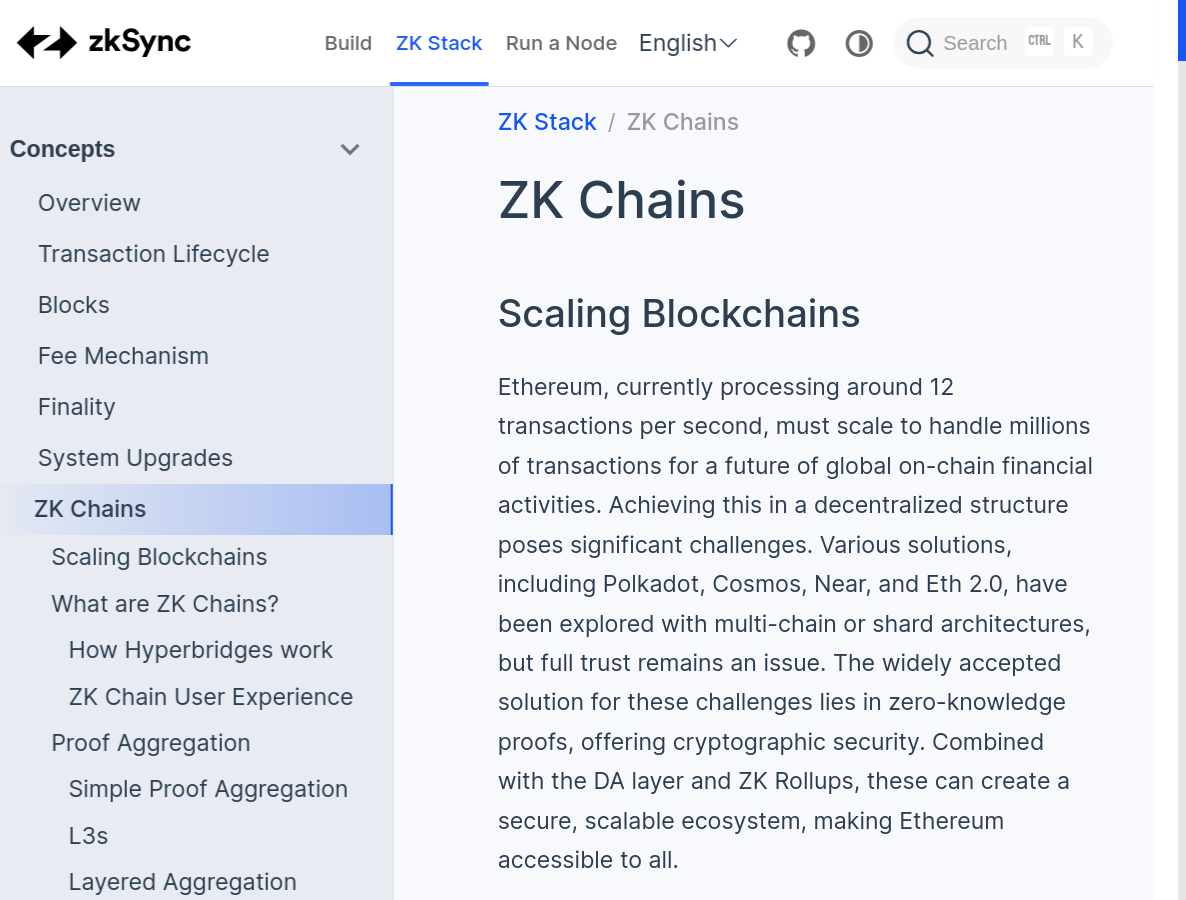 zkSync
Build
ZK Stack
Run a Node
English
Search
CTRL
K
Concepts
Overview
Transaction Lifecycle
Blocks
Fee Mechanism
Finality
System Upgrades
ZK Chains
Scaling Blockchains
What are ZK Chains?
How Hyperbridges work
ZK Chain User Experience
Proof Aggregation
Simple Proof Aggregation
L3s
Layered Aggregation
ZK Stack / ZK Chains
ZK Chains
Scaling Blockchains
Ethereum, currently processing around 12
transactions per second, must scale to handle millions
of transactions for a future of global on-chain financial
activities. Achieving this in a decentralized structure
poses significant challenges. Various solutions,
including Polkadot, Cosmos, Near, and Eth 2.0, have
been explored with multi-chain or shard architectures,
but full trust remains an issue. The widely accepted
solution for these challenges lies in zero-knowledge
proofs, offering cryptographic security. Combined
with the DA layer and ZK Rollups, these can create a
secure, scalable ecosystem, making Ethereum
accessible to all.